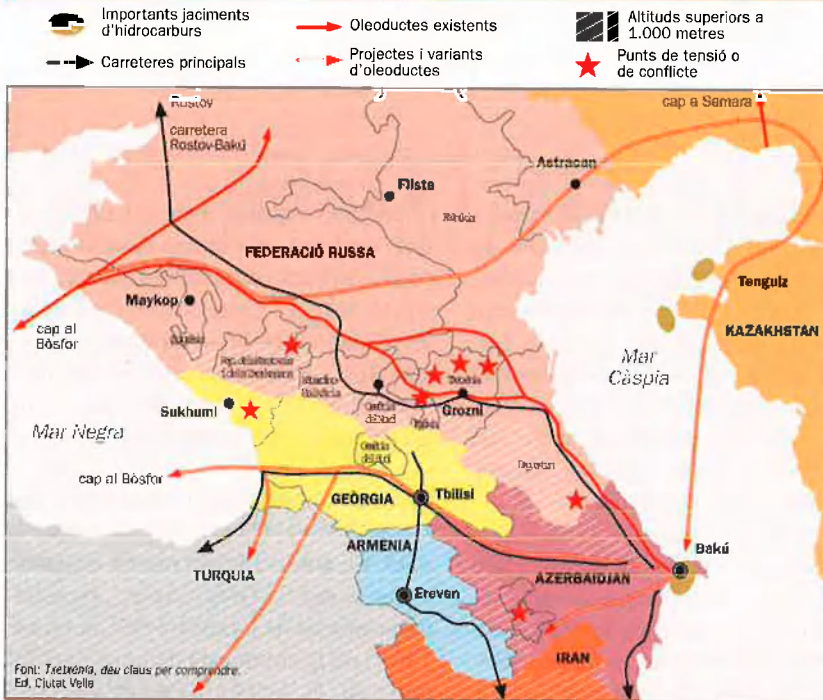 Importants jaciments
d'hidrocarburs
Carreteres principals
Oleoductes existents
Projectes i variants
d'oleoductes
Altituds superiors a
1.000 metres
Punts de tensió o
de conflicte
Rostov
carretera
Rostov-Bakú
cap a Samara
Astracan
Elista
FEDERACIÓ RUSSA
Tenguiz
KAZAKHSTAN
Maykop
cap al
Bòsfor
Mar
Càspia
Grozni
Sukhumi
Mar Negra
cap al Bòsfor
GEÒRGIA
Tbilisi
ARMENIA
TURQUIA
Bakú
AZERBAIDJAN
Erevan
IRAN
Font: Txetxènia, deu claus per comprendre.
Ed. Ciutat Vella